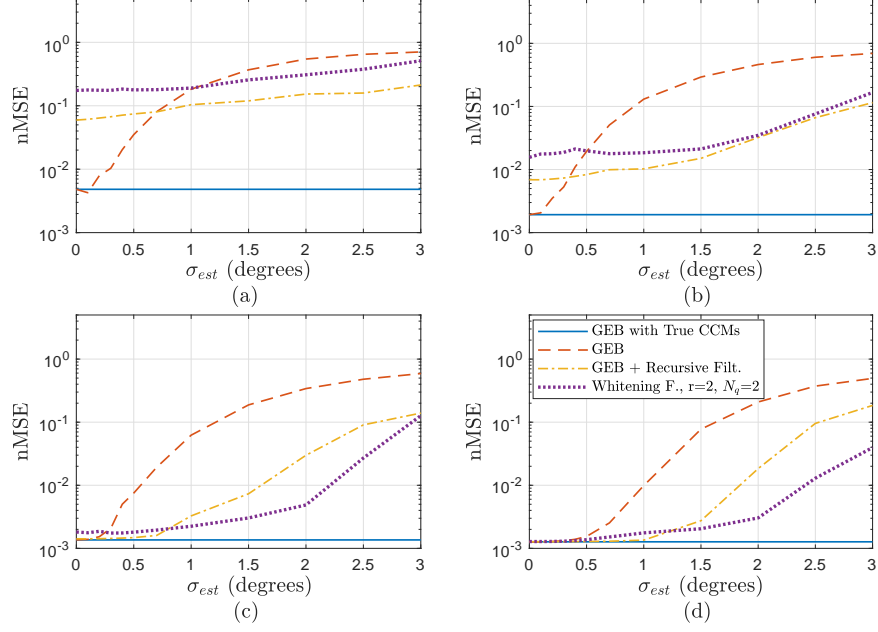 10^0
10^-1
10^-2
10^-3
nMSE
0 0.5 1 1.5 2 2.5 3
σ_est (degrees)
(a)
10^0
10^-1
10^-2
10^-3
nMSE
0 0.5 1 1.5 2 2.5 3
σ_est (degrees)
(b)
10^0
10^-1
10^-2
10^-3
nMSE
0 0.5 1 1.5 2 2.5 3
σ_est (degrees)
(c)
GEB with True CCMs
GEB
GEB + Recursive Filt.
Whitening F., r=2, N_q=2
10^0
10^-1
10^-2
10^-3
nMSE
0 0.5 1 1.5 2 2.5 3
σ_est (degrees)
(d)